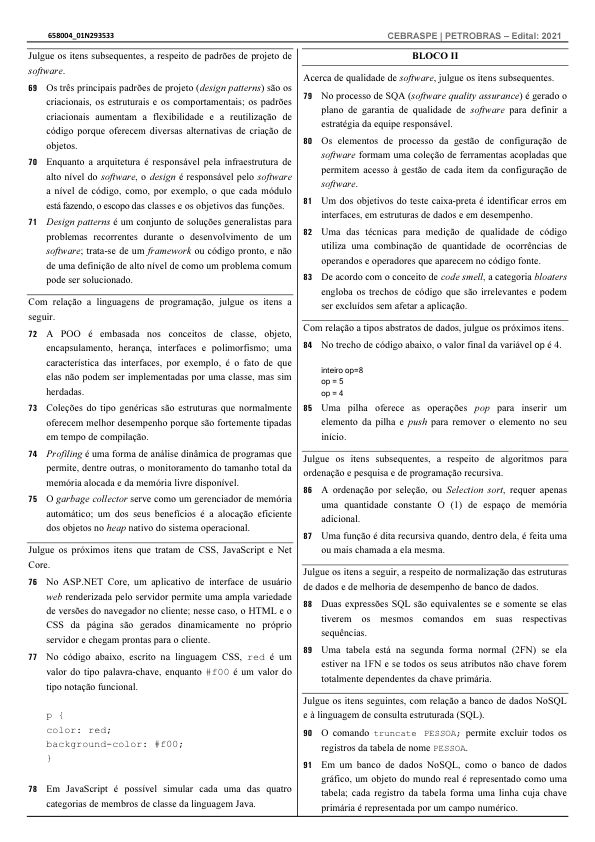 658004_01N293533
CEBRASPE | PETROBRAS – Edital: 2021
Julgue os itens subsequentes, a respeito de padrões de projeto de
software.
69 Os três principais padrões de projeto (design patterns) são os
criacionais, os estruturais e os comportamentais; os padrões
criacionais aumentam a flexibilidade e a reutilização de
código porque oferecem diversas alternativas de criação de
objetos.
70 Enquanto a arquitetura é responsável pela infraestrutura de
alto nível do software, o design é responsável pelo software
a nível de código, como, por exemplo, o que cada módulo
está fazendo, o escopo das classes e os objetivos das funções.
71 Design patterns é um conjunto de soluções generalistas para
problemas recorrentes durante o desenvolvimento de um
software; trata-se de um framework ou código pronto, e não
de uma definição de alto nível de como um problema comum
pode ser solucionado.
Com relação a linguagens de programação, julgue os itens a
seguir.
72 A POO é embasada nos conceitos de classe, objeto,
encapsulamento, herança, interfaces e polimorfismo; uma
característica das interfaces, por exemplo, é o fato de que
elas não podem ser implementadas por uma classe, mas sim
herdadas.
73 Coleções do tipo genéricas são estruturas que normalmente
oferecem melhor desempenho porque são fortemente tipadas
em tempo de compilação.
74 Profiling é uma forma de análise dinâmica de programas que
permite, dentre outras, o monitoramento do tamanho total da
memória alocada e da memória livre disponível.
75 O garbage collector serve como um gerenciador de memória
automático; um dos seus benefícios é a alocação eficiente
dos objetos no heap nativo do sistema operacional.
Julgue os próximos itens que tratam de CSS, JavaScript e Net
Core.
76 No ASP.NET Core, um aplicativo de interface de usuário
web renderizada pelo servidor permite uma ampla variedade
de versões do navegador no cliente; nesse caso, o HTML e o
CSS da página são gerados dinamicamente no próprio
servidor e chegam prontas para o cliente.
77 No código abaixo, escrito na linguagem CSS, red é um
valor do tipo palavra-chave, enquanto #f00 é um valor do
tipo notação funcional.
p {
color: red;
background-color: #f00;
}
78 Em JavaScript é possível simular cada uma das quatro
categorias de membros de classe da linguagem Java.
BLOCO II
Acerca de qualidade de software, julgue os itens subsequentes.
79 No processo de SQA (software quality assurance) é gerado o
plano de garantia de qualidade de software para definir a
estratégia da equipe responsável.
80 Os elementos de processo da gestão de configuração de
software formam uma coleção de ferramentas acopladas que
permitem acesso à gestão de cada item da configuração de
software.
81 Um dos objetivos do teste caixa-preta é identificar erros em
interfaces, em estruturas de dados e em desempenho.
82 Uma das técnicas para medição de qualidade de código
utiliza uma combinação de quantidade de ocorrências de
operandos e operadores que aparecem no código fonte.
83 De acordo com o conceito de code smell, a categoria bloaters
engloba os trechos de código que são irrelevantes e podem
ser excluídos sem afetar a aplicação.
Com relação a tipos abstratos de dados, julgue os próximos itens.
84 No trecho de código abaixo, o valor final da variável op é 4.
inteiro op=8
op = 5
op = 4
85 Uma pilha oferece as operações pop para inserir um
elemento da pilha e push para remover o elemento no seu
início.
Julgue os itens subsequentes, a respeito de algoritmos para
ordenação e pesquisa e de programação recursiva.
86 A ordenação por seleção, ou Selection sort, requer apenas
uma quantidade constante O (1) de espaço de memória
adicional.
87 Uma função é dita recursiva quando, dentro dela, é feita uma
ou mais chamada a ela mesma.
Julgue os itens a seguir, a respeito de normalização das estruturas
de dados e de melhoria de desempenho de banco de dados.
88 Duas expressões SQL são equivalentes se e somente se elas
tiverem os mesmos comandos em suas respectivas
sequências.
89 Uma tabela está na segunda forma normal (2FN) se ela
estiver na 1FN e se todos os seus atributos não chave forem
totalmente dependentes da chave primária.
Julgue os itens seguintes, com relação a banco de dados NoSQL
e à linguagem de consulta estruturada (SQL).
90 O comando truncate PESSOA; permite excluir todos os
registros da tabela de nome PESSOA.
91 Em um banco de dados NoSQL, como o banco de dados
gráfico, um objeto do mundo real é representado como uma
tabela; cada registro da tabela forma uma linha cuja chave
primária é representada por um campo numérico.